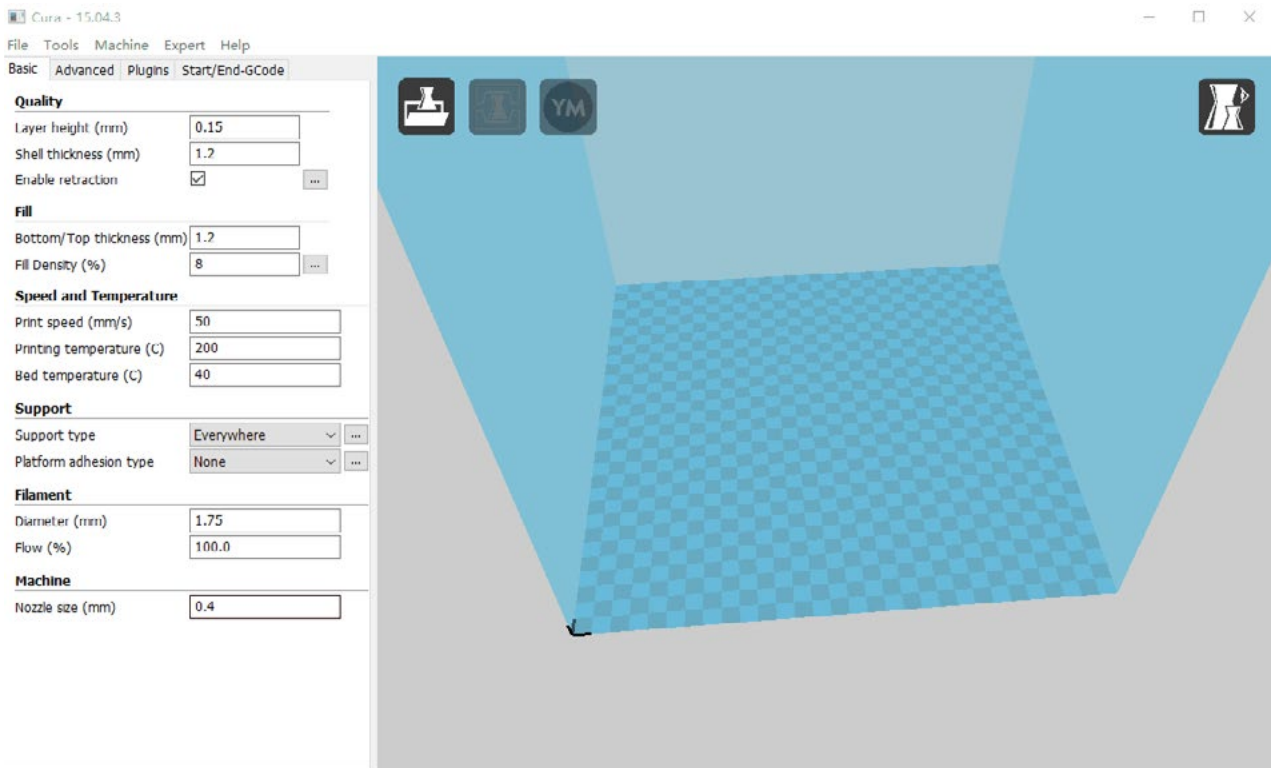 Cura - 15.04.3
File Tools Machine Expert Help
Basic Advanced Plugins Start/End-GCode
Quality
Layer height (mm) 0.15
Shell thickness (mm) 1.2
Enable retraction ...
Fill
Bottom/Top thickness (mm) 1.2
Fill Density (%) 8 ...
Speed and Temperature
Print speed (mm/s) 50
Printing temperature (C) 200
Bed temperature (C) 40
Support
Support type Everywhere ...
Platform adhesion type None ...
Filament
Diameter (mm) 1.75
Flow (%) 100.0
Machine
Nozzle size (mm) 0.4
YM